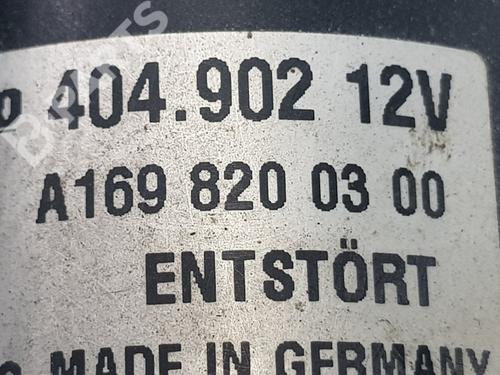 404.902 12V
A169 820 03 00
ENTSTÖRT
MADE IN GERMANY